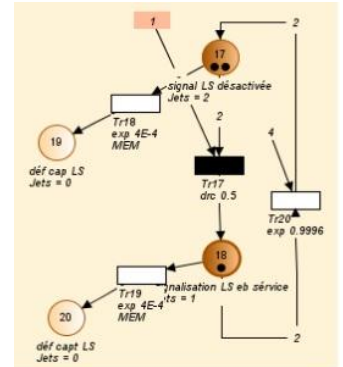 1
2
17
signal LS désactivée
Jets = 2
Tr18
exp 4E-4
MEM
2
4
19
déf cap LS
Jets = 0
Tr17
drc 0.5
Tr20
exp 0.9996
18
nalisation LS eb sérvice
ts = 1
Tr19
exp 4E-4
MEM
20
déf capt LS
Jets = 0
2